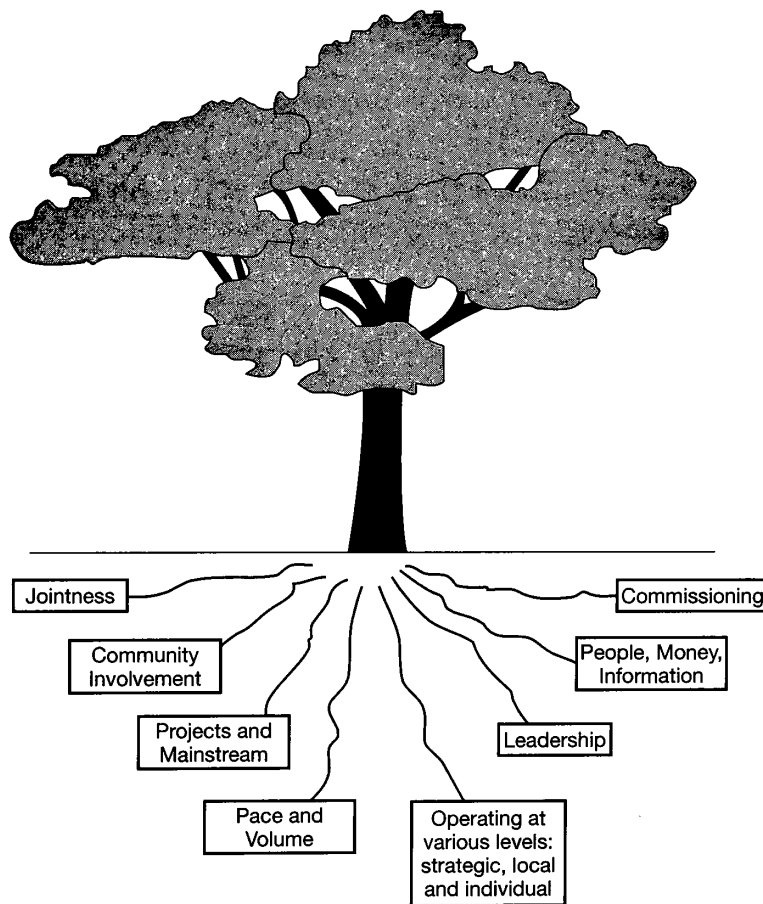 Jointness
Commissioning
Community
Involvement
People, Money,
Information
Projects and
Mainstream
Leadership
Pace and
Volume
Operating at
various levels:
strategic, local
and individual